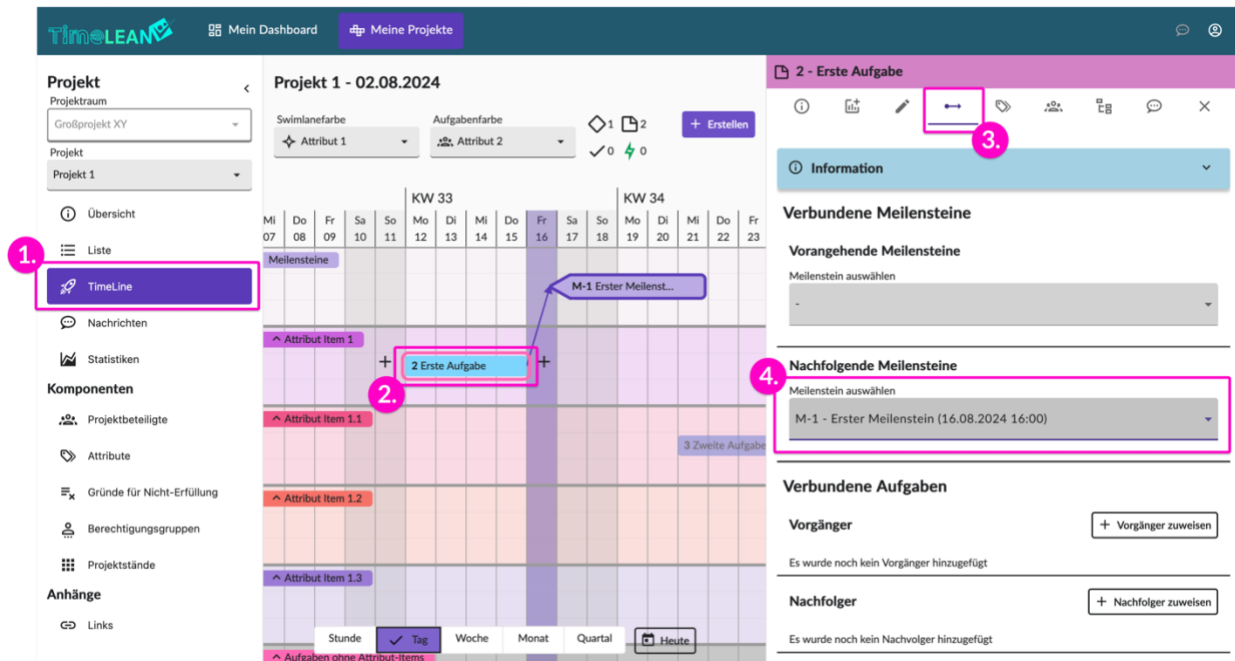 TimeLEAN
Mein Dashboard
Meine Projekte
Projekt
Projektraum
Großprojekt XY
Projekt
Projekt 1
Übersicht
Liste
1.
TimeLine
Nachrichten
Statistiken
Komponenten
Projektbeteiligte
Attribute
Gründe für Nicht-Erfüllung
Berechtigungsgruppen
Projektstände
Anhänge
Links
Projekt 1 - 02.08.2024
Swimlanefarbe
Attribut 1
Aufgabenfarbe
Attribut 2
1 2
0 0
+ Erstellen
KW 33 KW 34
Mi Do Fr Sa So Mo Di Mi Do Fr Sa So Mo Di Mi Do Fr
07 08 09 10 11 12 13 14 15 16 17 18 19 20 21 22 23
Meilensteine
M-1 Erster Meilenst...
Attribut Item 1
2 Erste Aufgabe
2.
Attribut Item 1.1
3 Zweite Aufgabe
Attribut Item 1.2
Attribut Item 1.3
Stunde Tag Woche Monat Quartal Heute
Aufgaben ohne Attribut-Items
2 - Erste Aufgabe
3.
Information
Verbundene Meilensteine
Vorangehende Meilensteine
Meilenstein auswählen
-
Nachfolgende Meilensteine
4.
Meilenstein auswählen
M-1 - Erster Meilenstein (16.08.2024 16:00)
Verbundene Aufgaben
Vorgänger
+ Vorgänger zuweisen
Es wurde noch kein Vorgänger hinzugefügt
Nachfolger
+ Nachfolger zuweisen
Es wurde noch kein Nachvolger hinzugefügt